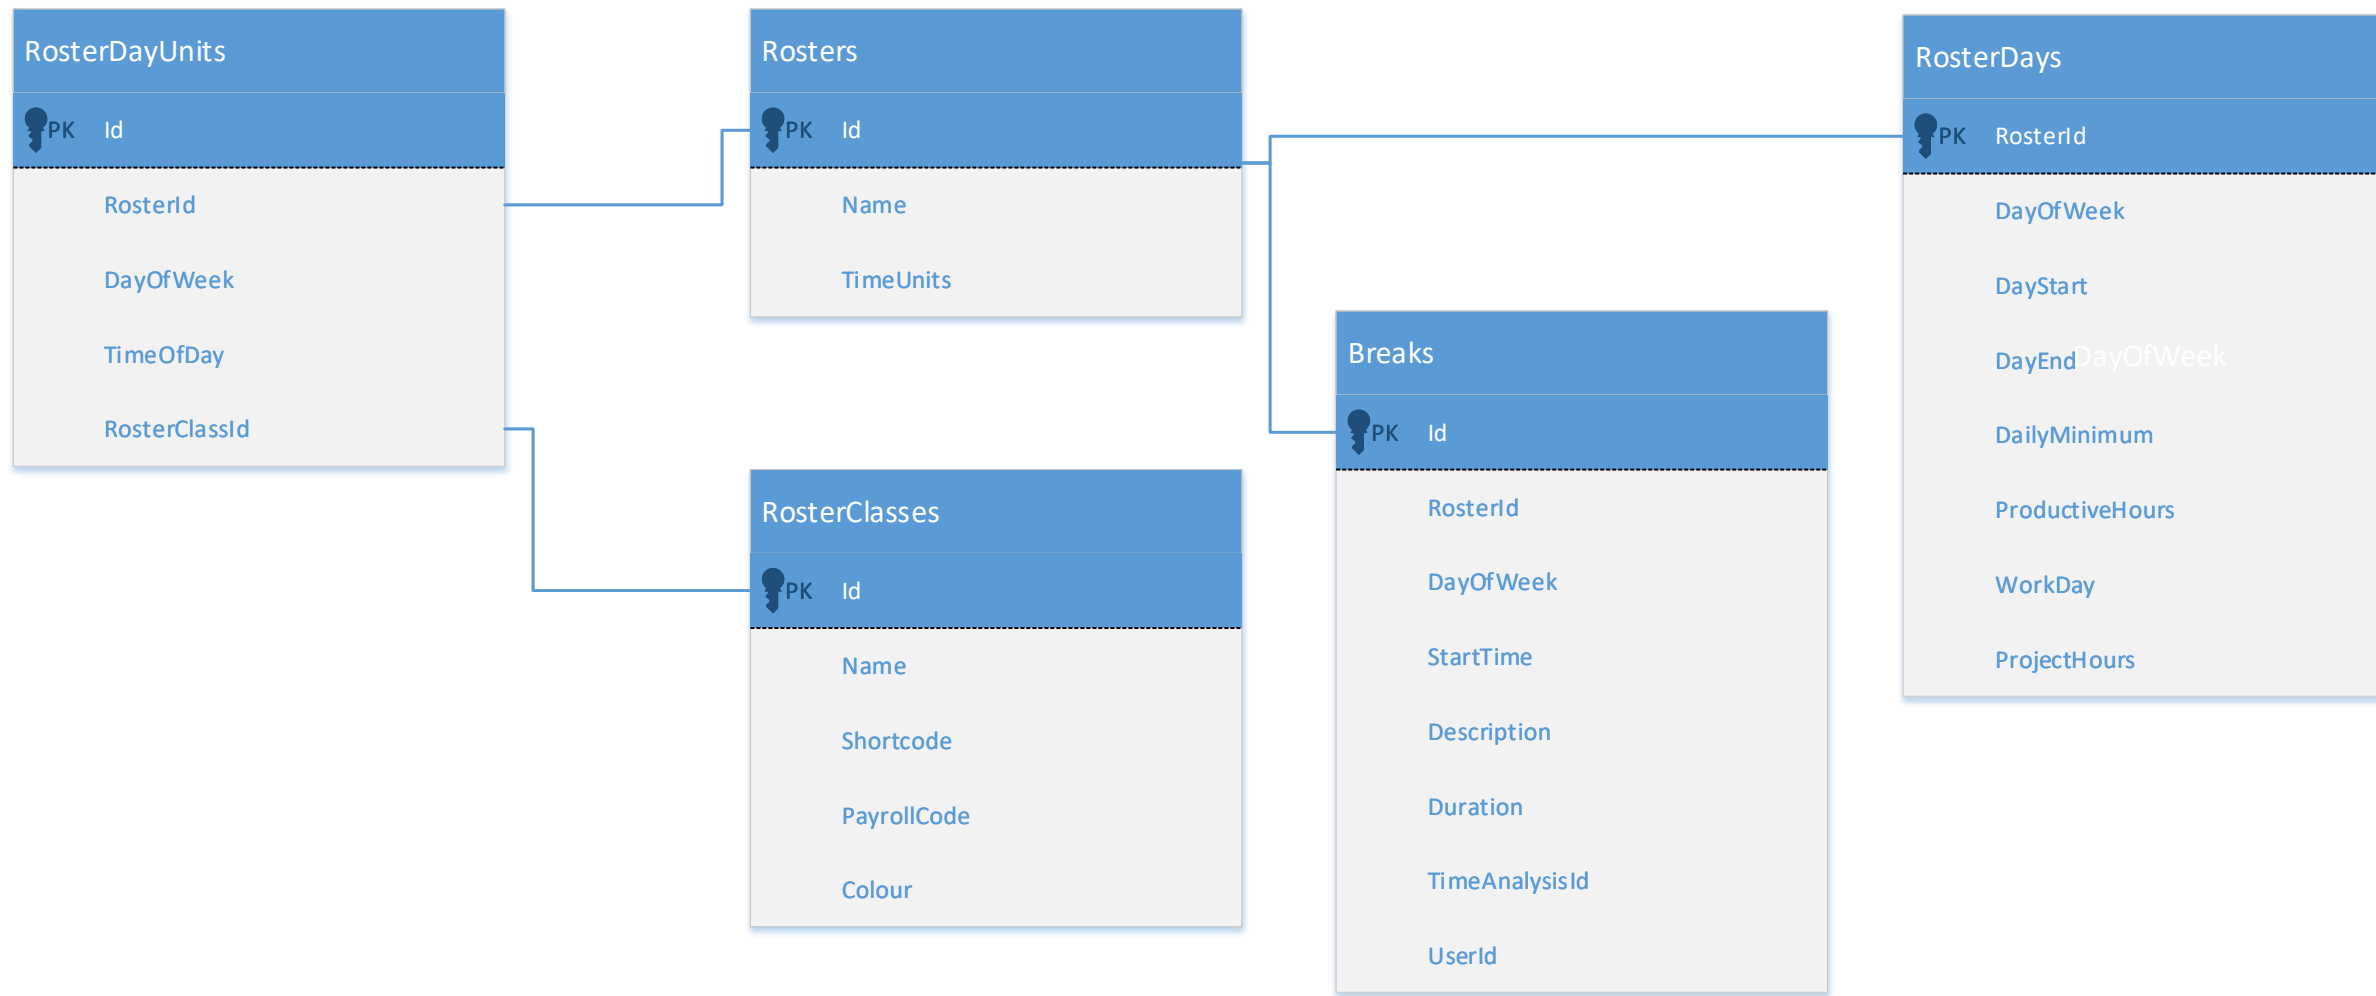 RosterDayUnits
PK Id
RosterId
DayOfWeek
TimeOfDay
RosterClassId
Rosters
PK Id
Name
TimeUnits
RosterClasses
PK Id
Name
Shortcode
PayrollCode
Colour
Breaks
PK Id
RosterId
DayOfWeek
StartTime
Description
Duration
TimeAnalysisId
UserId
RosterDays
PK RosterId
DayOfWeek
DayStart
DayEnd
DayOfWeek
DailyMinimum
ProductiveHours
WorkDay
ProjectHours